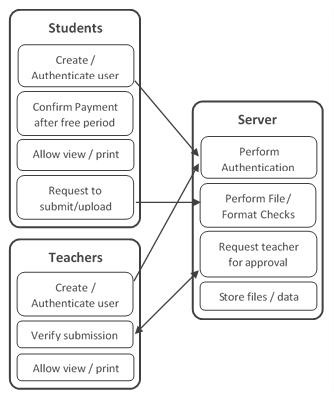 Students
Create /
Authenticate user
Confirm Payment
after free period
Allow view / print
Request to
submit/upload
Teachers
Create /
Authenticate user
Verify submission
Allow view / print
Server
Perform
Authentication
Perform File/
Format Checks
Request teacher
for approval
Store files / data